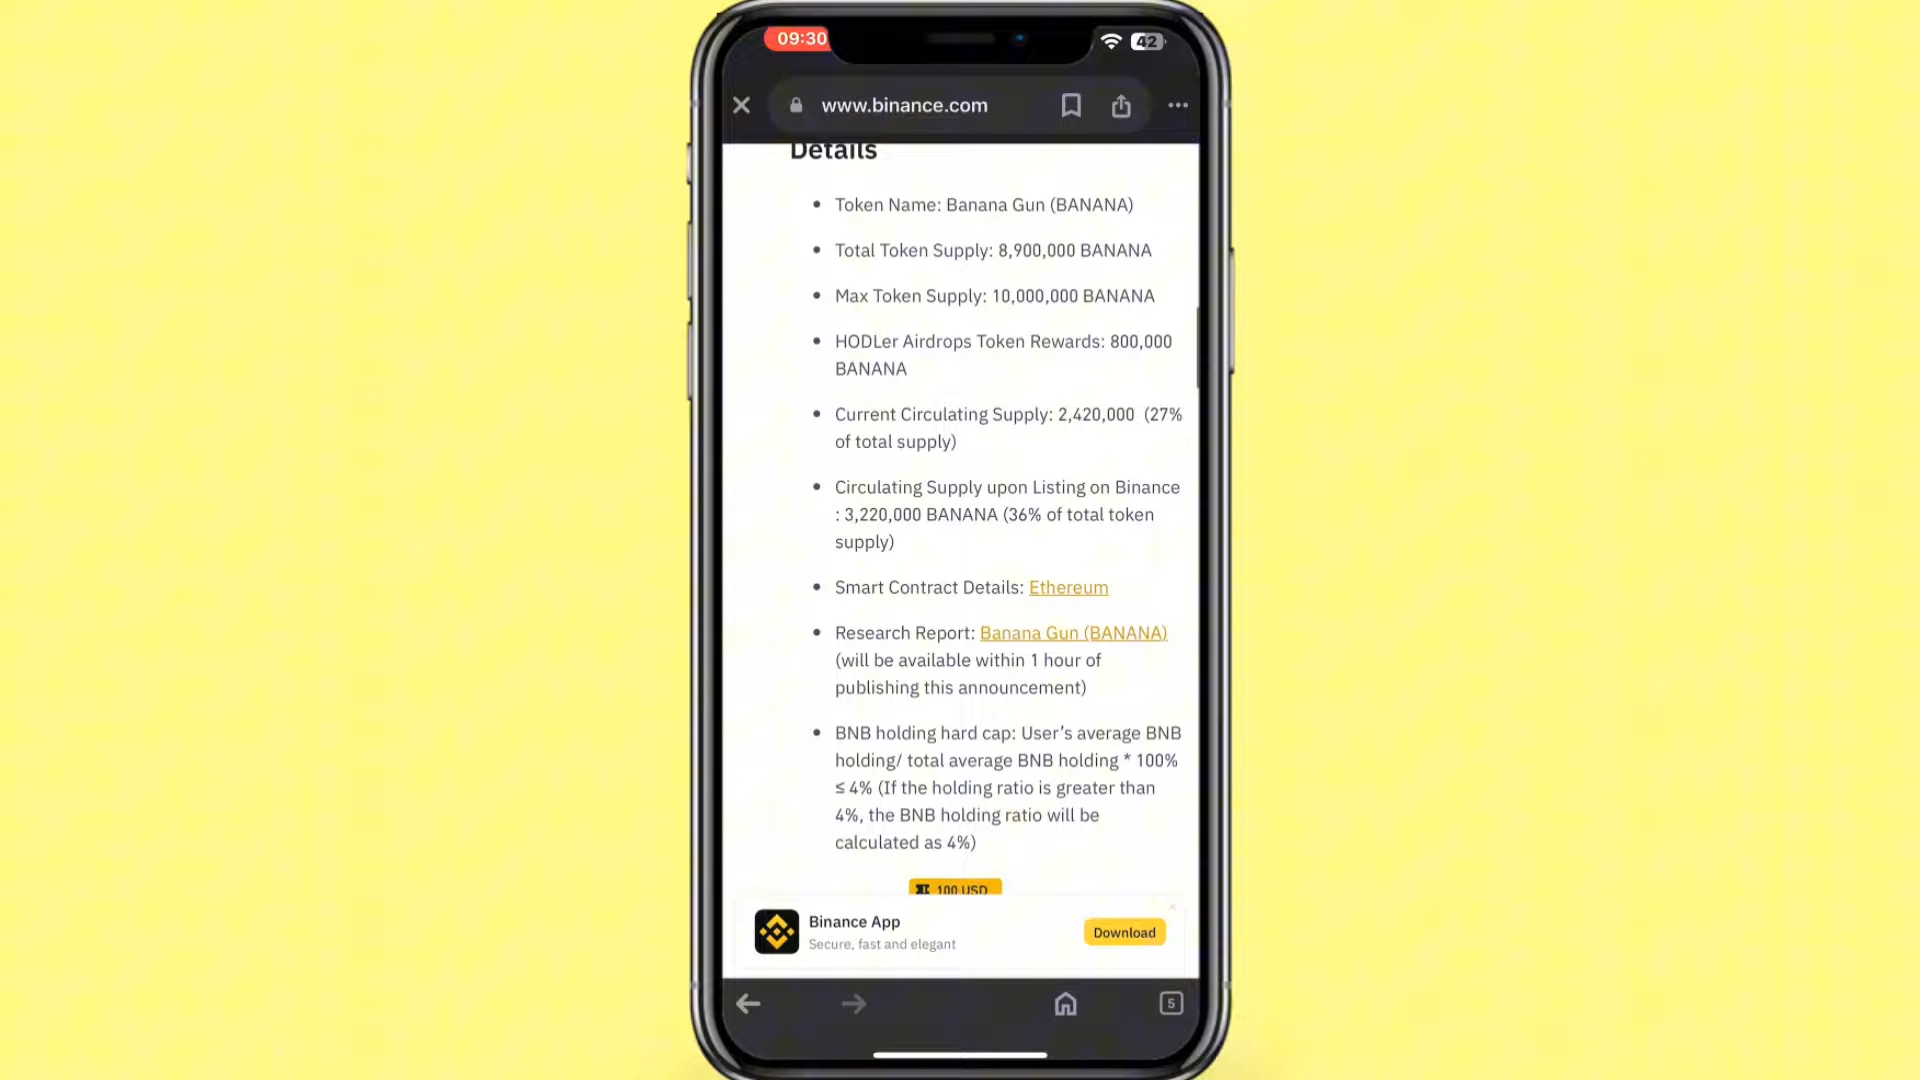 09:30
42
www.binance.com
Details
Token Name: Banana Gun (BANANA)
Total Token Supply: 8,900,000 BANANA
Max Token Supply: 10,000,000 BANANA
HODLer Airdrops Token Rewards: 800,000
BANANA
Current Circulating Supply: 2,420,000 (27%
of total supply)
Circulating Supply upon Listing on Binance
: 3,220,000 BANANA (36% of total token
supply)
Smart Contract Details: Ethereum
Research Report: Banana Gun (BANANA)
(will be available within 1 hour of
publishing this announcement)
BNB holding hard cap: User’s average BNB
holding/ total average BNB holding * 100%
≤ 4% (If the holding ratio is greater than
4%, the BNB holding ratio will be
calculated as 4%)
100 USD
Binance App
Secure, fast and elegant
Download
5